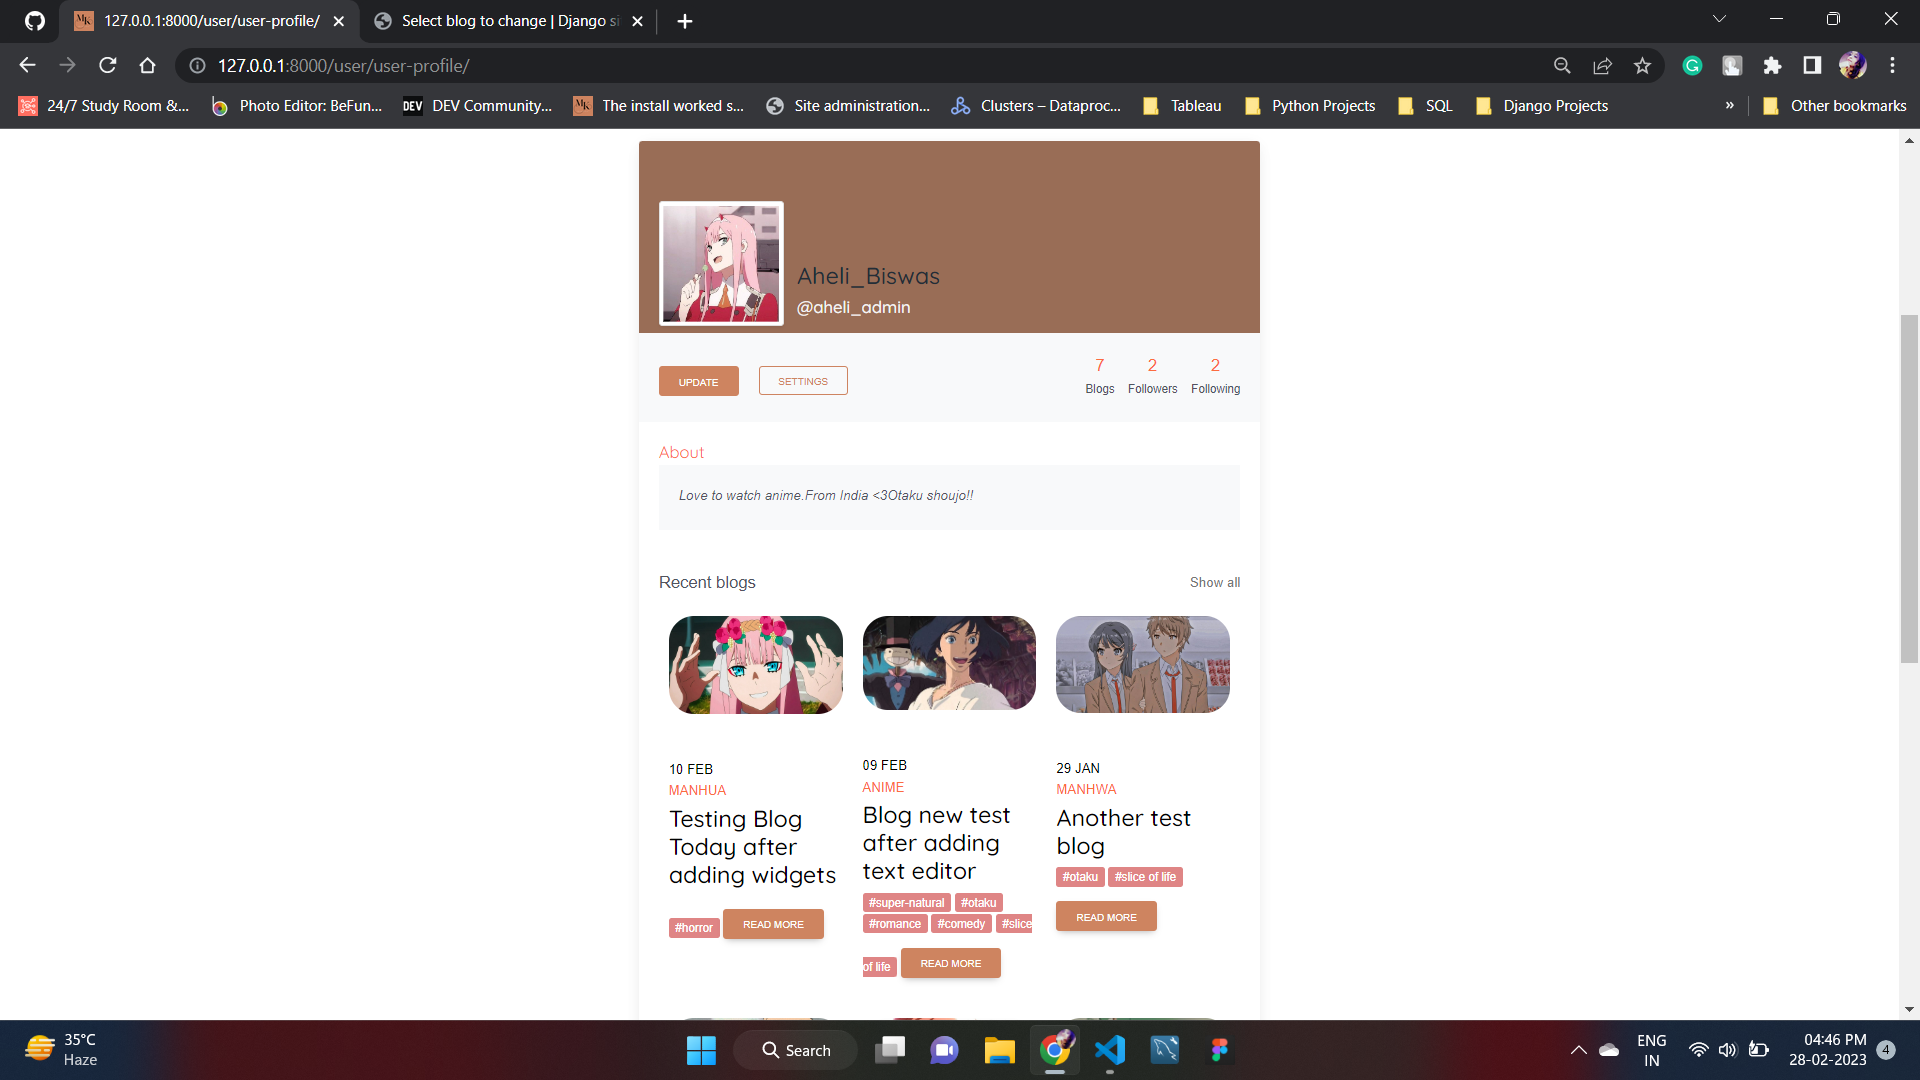 127.0.0.1:8000/user/user-profile/
Select blog to change | Django si
127.0.0.1:8000/user/user-profile/
24/7 Study Room &... Photo Editor: BeFun... DEV DEV Community... MK The install worked s... Site administration... Clusters – Dataproc... Tableau Python Projects SQL Django Projects » Other bookmarks
Aheli_Biswas
@aheli_admin
UPDATE SETTINGS
7 2 2
Blogs Followers Following
About
Love to watch anime.From India <3Otaku shoujo!!
Recent blogs Show all
10 FEB
MANHUA
Testing Blog
Today after
adding widgets
#horror READ MORE
09 FEB
ANIME
Blog new test
after adding
text editor
#super-natural #otaku
#romance #comedy #slice
of life READ MORE
29 JAN
MANHWA
Another test
blog
#otaku #slice of life
READ MORE
35°C
Haze
Search
ENG
IN
04:46 PM
28-02-2023
4